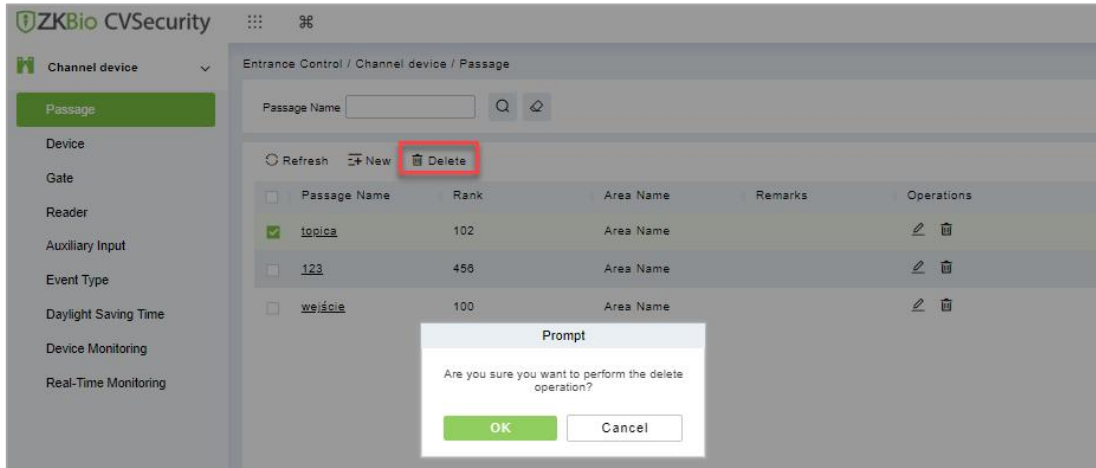 ZKBio CVSecurity
Channel device
Passage
Device
Gate
Reader
Auxiliary Input
Event Type
Daylight Saving Time
Device Monitoring
Real-Time Monitoring
Entrance Control / Channel device / Passage
Passage Name
Refresh New Delete
Passage Name Rank Area Name Remarks Operations
topica 102 Area Name
123 456 Area Name
wejście 100 Area Name
Prompt
Are you sure you want to perform the delete
operation?
OK Cancel